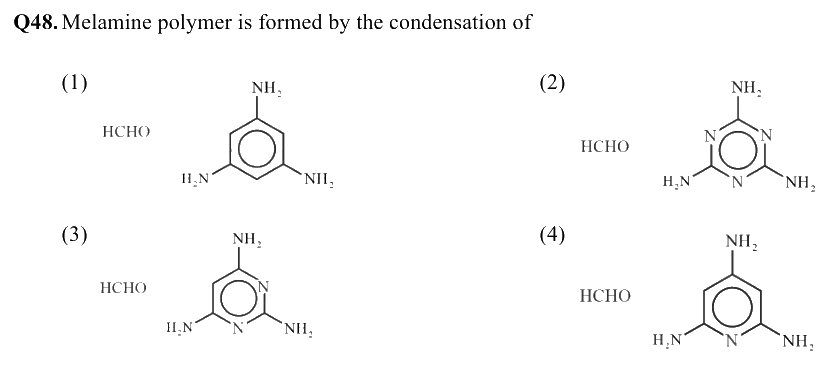 Q48. Melamine polymer is formed by the condensation of
(1)
HCHO
NH₂
H₂N
NH₂
(2)
HCHO
NH₂
N
N
H₂N
N
NH₂
(3)
HCHO
NH₂
N
H₂N
N
NH₂
(4)
HCHO
NH₂
H₂N
N
NH₂